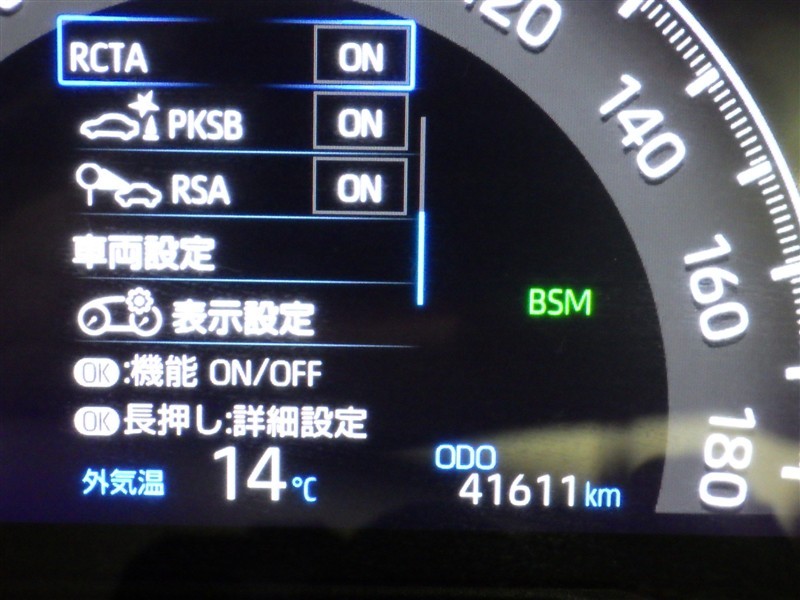 RCTA ON
PKSB ON
RSA ON
車両設定
表示設定
OK:機能 ON/OFF
OK長押し:詳細設定
外気温 14℃
ODO
41611km
BSM
120
140
160
180